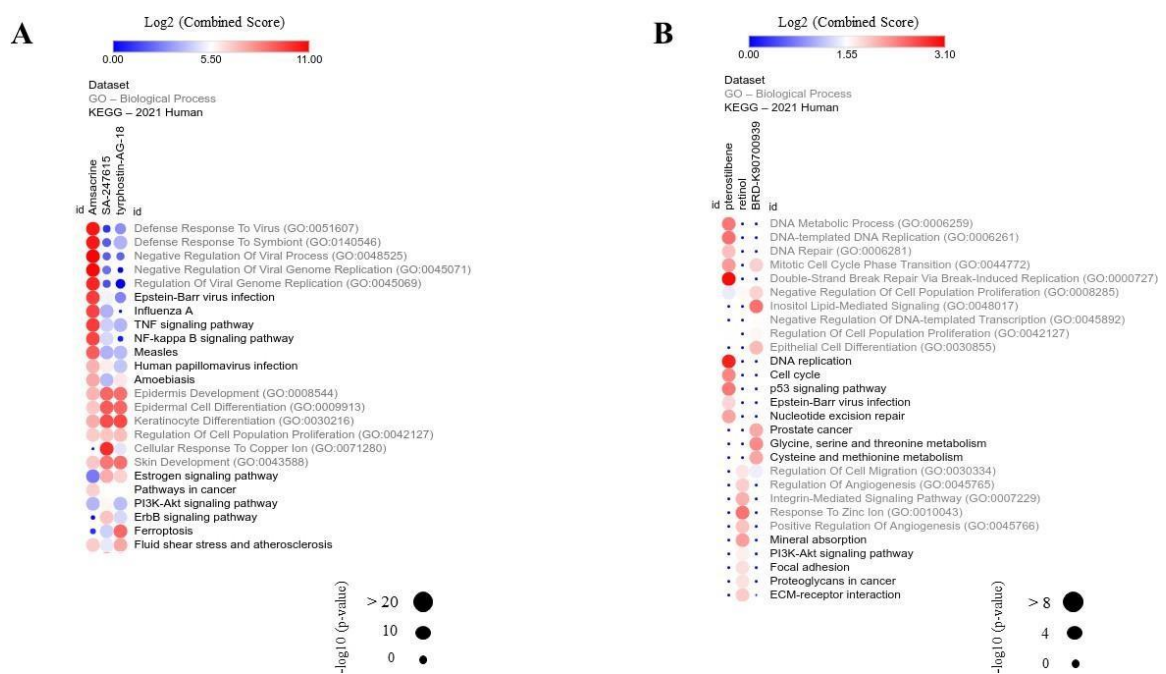 A
Log2 (Combined Score)
0.00 5.50 11.00
Dataset
GO – Biological Process
KEGG – 2021 Human
id Amsacrine SA-247615 tyrphostin-AG-18 id
Defense Response To Virus (GO:0051607)
Defense Response To Symbiont (GO:0140546)
Negative Regulation Of Viral Process (GO:0048525)
Negative Regulation Of Viral Genome Replication (GO:0045071)
Regulation Of Viral Genome Replication (GO:0045069)
Epstein-Barr virus infection
Influenza A
TNF signaling pathway
NF-kappa B signaling pathway
Measles
Human papillomavirus infection
Amoebiasis
Epidermis Development (GO:0008544)
Epidermal Cell Differentiation (GO:0009913)
Keratinocyte Differentiation (GO:0030216)
Regulation Of Cell Population Proliferation (GO:0042127)
Cellular Response To Copper Ion (GO:0071280)
Skin Development (GO:0043588)
Estrogen signaling pathway
Pathways in cancer
PI3K-Akt signaling pathway
ErbB signaling pathway
Ferroptosis
Fluid shear stress and atherosclerosis
-log10 (p-value)
> 20
10
0
B
Log2 (Combined Score)
0.00 1.55 3.10
Dataset
GO – Biological Process
KEGG – 2021 Human
id pterostilbene retinol BRD-K90700939 id
DNA Metabolic Process (GO:0006259)
DNA-templated DNA Replication (GO:0006261)
DNA Repair (GO:0006281)
Mitotic Cell Cycle Phase Transition (GO:0044772)
Double-Strand Break Repair Via Break-Induced Replication (GO:0000727)
Negative Regulation Of Cell Population Proliferation (GO:0008285)
Inositol Lipid-Mediated Signaling (GO:0048017)
Negative Regulation Of DNA-templated Transcription (GO:0045892)
Regulation Of Cell Population Proliferation (GO:0042127)
Epithelial Cell Differentiation (GO:0030855)
DNA replication
Cell cycle
p53 signaling pathway
Epstein-Barr virus infection
Nucleotide excision repair
Prostate cancer
Glycine, serine and threonine metabolism
Cysteine and methionine metabolism
Regulation Of Cell Migration (GO:0030334)
Regulation Of Angiogenesis (GO:0045765)
Integrin-Mediated Signaling Pathway (GO:0007229)
Response To Zinc Ion (GO:0010043)
Positive Regulation Of Angiogenesis (GO:0045766)
Mineral absorption
PI3K-Akt signaling pathway
Focal adhesion
Proteoglycans in cancer
ECM-receptor interaction
-log10 (p-value)
> 8
4
0